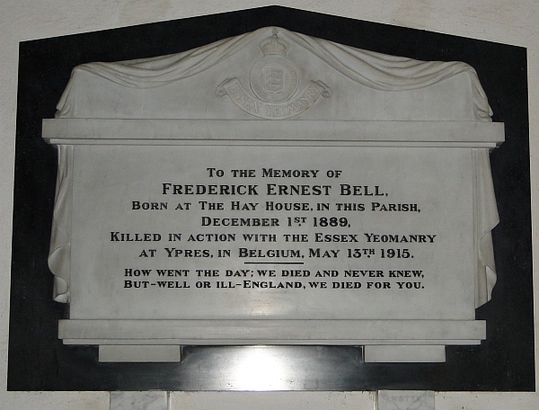 To the Memory of
Frederick Ernest Bell,
Born at The Hay House, in this Parish,
December 1st 1889,
Killed in action with the Essex Yeomanry
at Ypres, in Belgium, May 13th 1915.
How went the day; we died and never knew,
But-well or ill-England, we died for you.